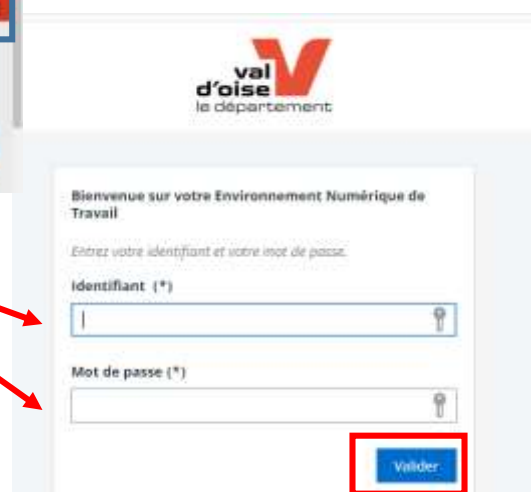 val
d'oise
le département
Bienvenue sur votre Environnement Numérique de
Travail
Entrez votre identifiant et votre mot de passe.
Identifiant (*)
Mot de passe (*)
Valider